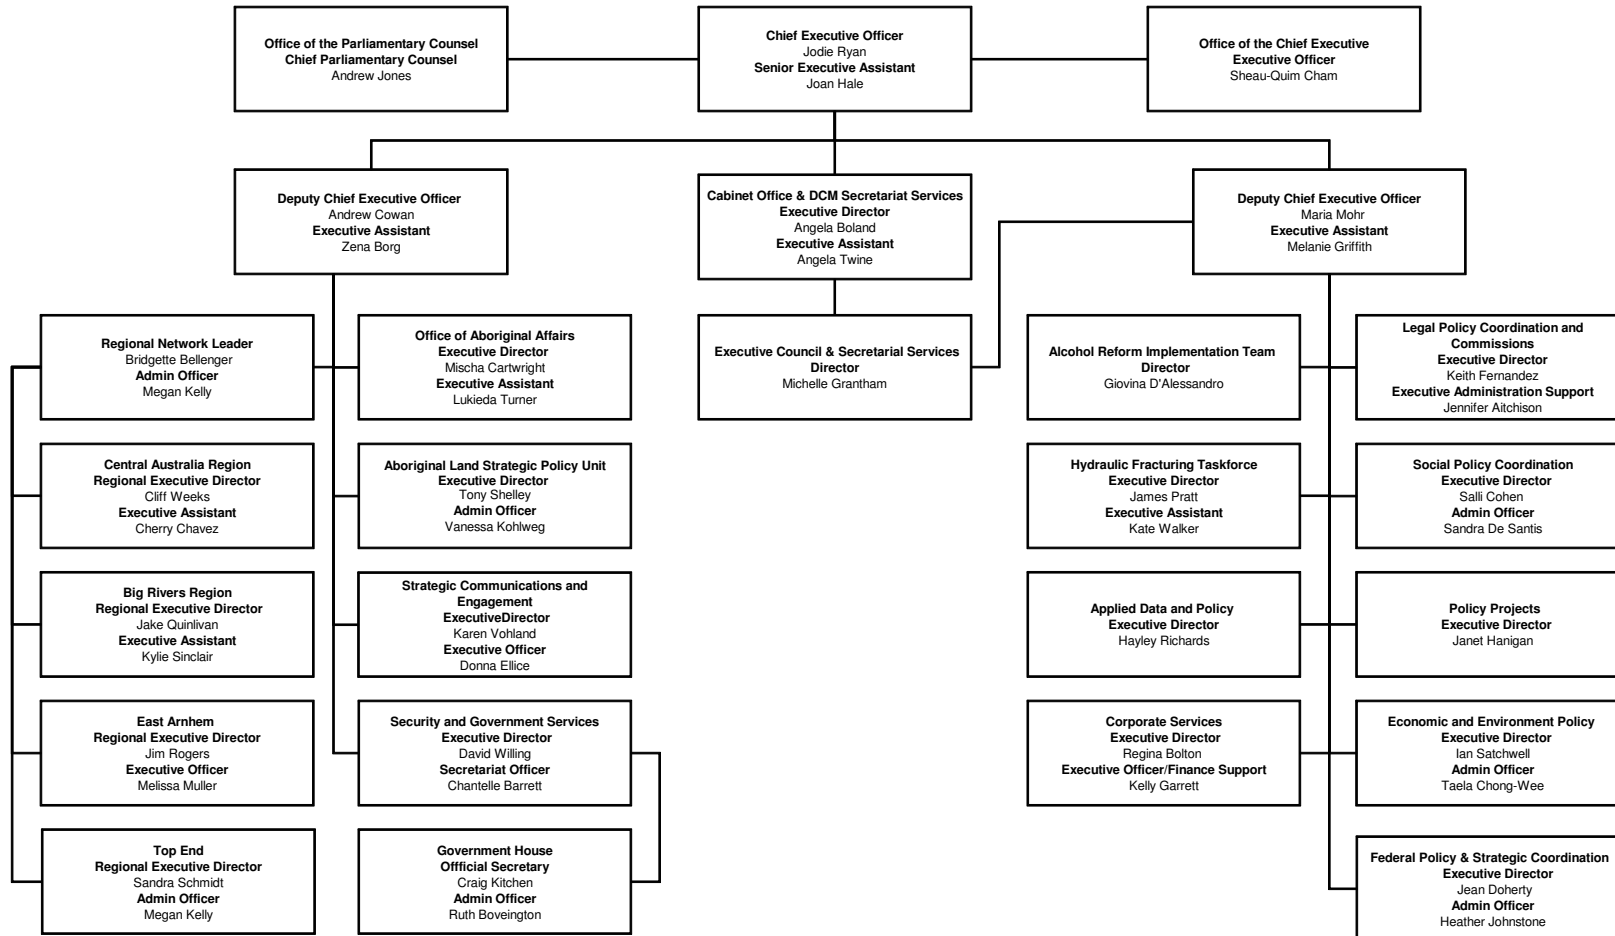 Office of the Parliamentary Counsel
Chief Parliamentary Counsel
Andrew Jones
Chief Executive Officer
Jodie Ryan
Senior Executive Assistant
Joan Hale
Office of the Chief Executive
Executive Officer
Sheau-Quim Cham
Deputy Chief Executive Officer
Andrew Cowan
Executive Assistant
Zena Borg
Cabinet Office & DCM Secretariat Services
Executive Director
Angela Boland
Executive Assistant
Angela Twine
Deputy Chief Executive Officer
Maria Mohr
Executive Assistant
Melanie Griffith
Regional Network Leader
Bridgette Bellenger
Admin Officer
Megan Kelly
Office of Aboriginal Affairs
Executive Director
Mischa Cartwright
Executive Assistant
Lukieda Turner
Executive Council & Secretarial Services
Director
Michelle Grantham
Alcohol Reform Implementation Team
Director
Giovina D'Alessandro
Legal Policy Coordination and
Commissions
Executive Director
Keith Fernandez
Executive Administration Support
Jennifer Aitchison
Central Australia Region
Regional Executive Director
Cliff Weeks
Executive Assistant
Cherry Chavez
Aboriginal Land Strategic Policy Unit
Executive Director
Tony Shelley
Admin Officer
Vanessa Kohlweg
Hydraulic Fracturing Taskforce
Executive Director
James Pratt
Executive Assistant
Kate Walker
Social Policy Coordination
Executive Director
Salli Cohen
Admin Officer
Sandra De Santis
Big Rivers Region
Regional Executive Director
Jake Quinlivan
Executive Assistant
Kylie Sinclair
Strategic Communications and
Engagement
ExecutiveDirector
Karen Vohland
Executive Officer
Donna Ellice
Applied Data and Policy
Executive Director
Hayley Richards
Policy Projects
Executive Director
Janet Hanigan
East Arnhem
Regional Executive Director
Jim Rogers
Executive Officer
Melissa Muller
Security and Government Services
Executive Director
David Willing
Secretariat Officer
Chantelle Barrett
Corporate Services
Executive Director
Regina Bolton
Executive Officer/Finance Support
Kelly Garrett
Economic and Environment Policy
Executive Director
Ian Satchwell
Admin Officer
Taela Chong-Wee
Top End
Regional Executive Director
Sandra Schmidt
Admin Officer
Megan Kelly
Government House
Offficial Secretary
Craig Kitchen
Admin Officer
Ruth Boveington
Federal Policy & Strategic Coordination
Executive Director
Jean Doherty
Admin Officer
Heather Johnstone